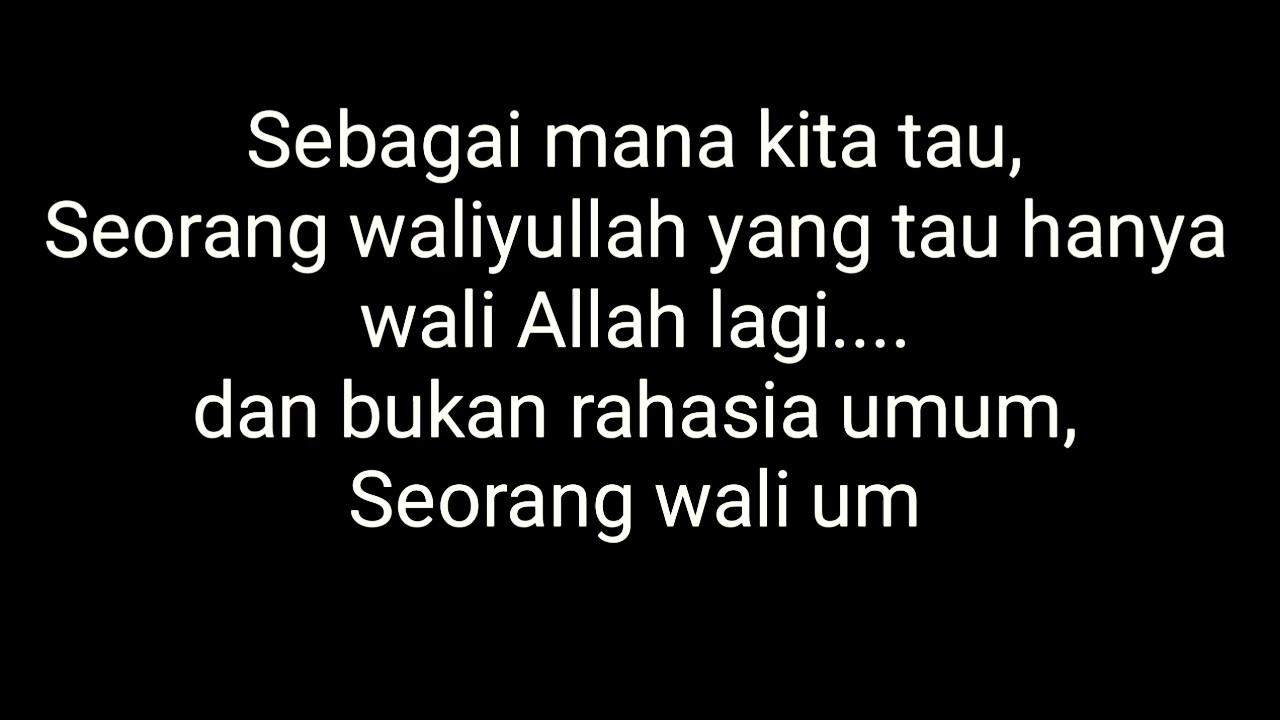 Sebagai mana kita tau,
Seorang waliyullah yang tau hanya
wali Allah lagi....
dan bukan rahasia umum,
Seorang wali um